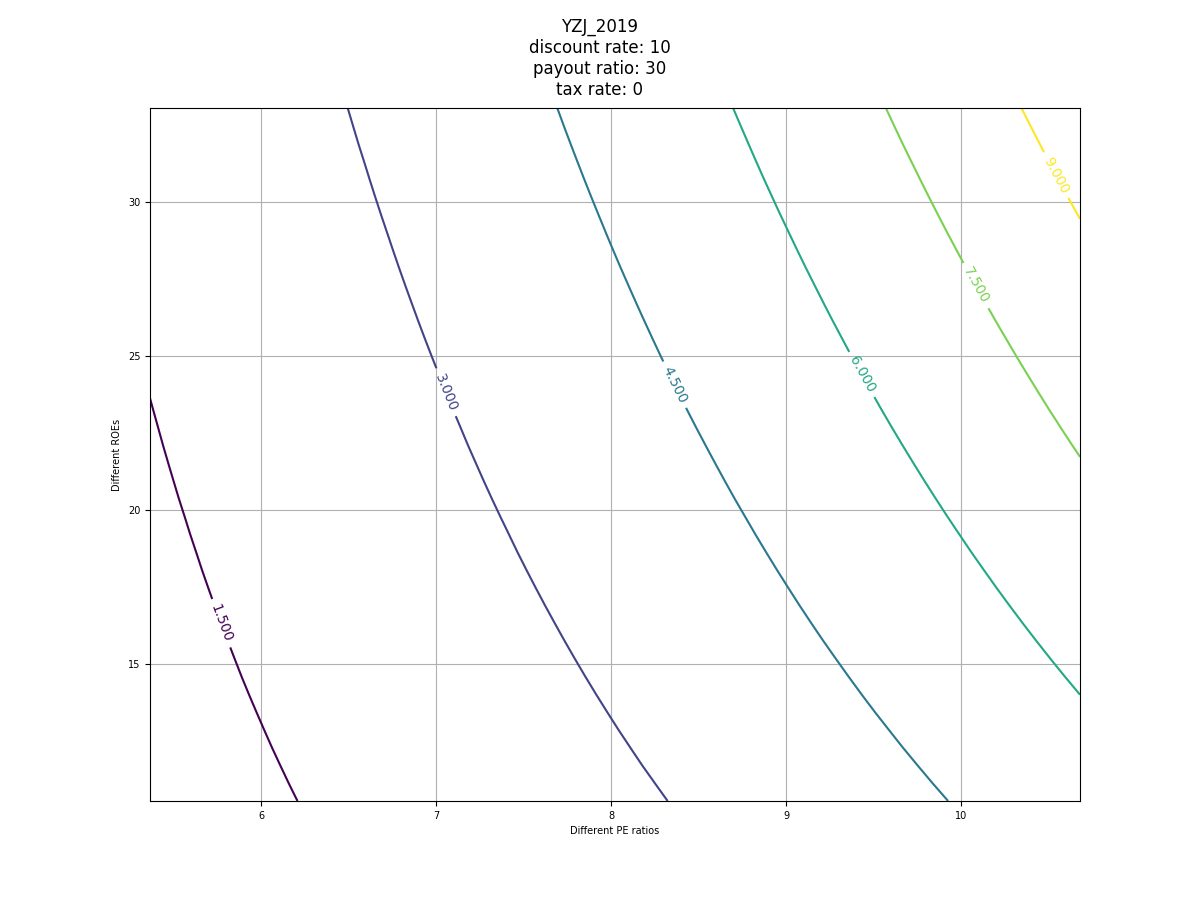 YZJ_2019
discount rate: 10
payout ratio: 30
tax rate: 0
9.000
7.500
6.000
4.500
3.000
1.500
30
25
20
15
Different ROEs
6 7 8 9 10
Different PE ratios